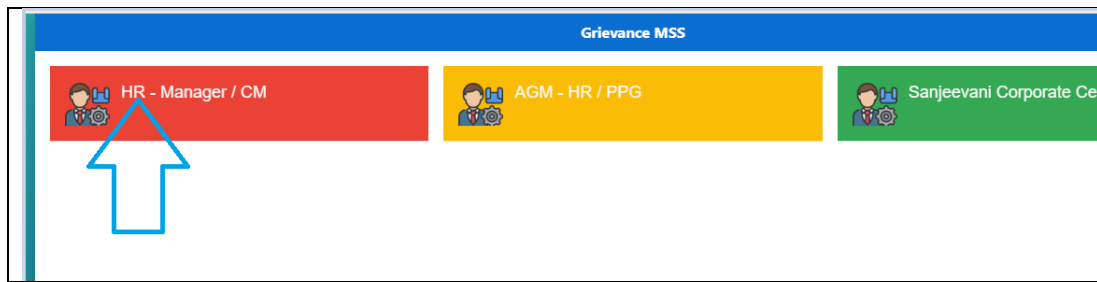 Grievance MSS
HR - Manager / CM
AGM - HR / PPG
Sanjeevani Corporate Ce